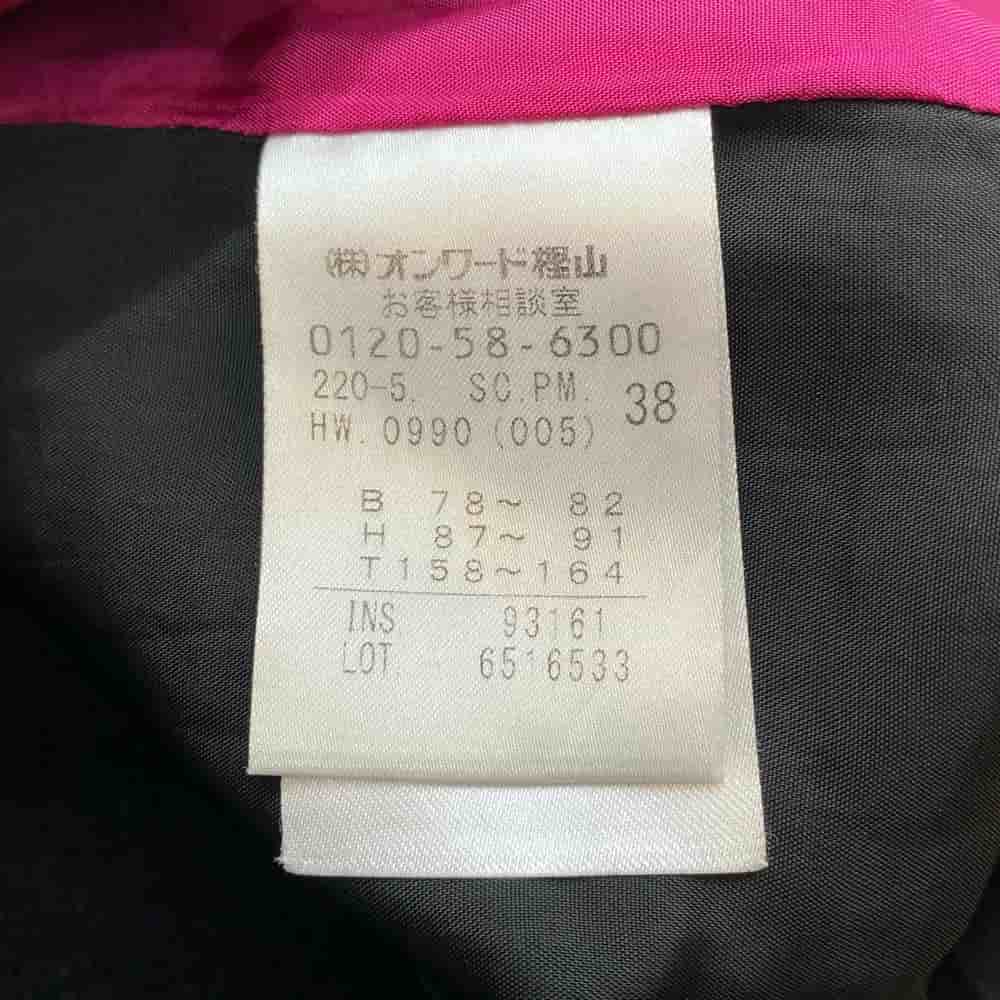 (株)オンワード樫山
お客様相談室
0120-58-6300
220-5. SC.PM. 38
HW. 0990 (005)
B 78～ 82
H 87～ 91
T158～164
INS 93161
LOT. 6516533